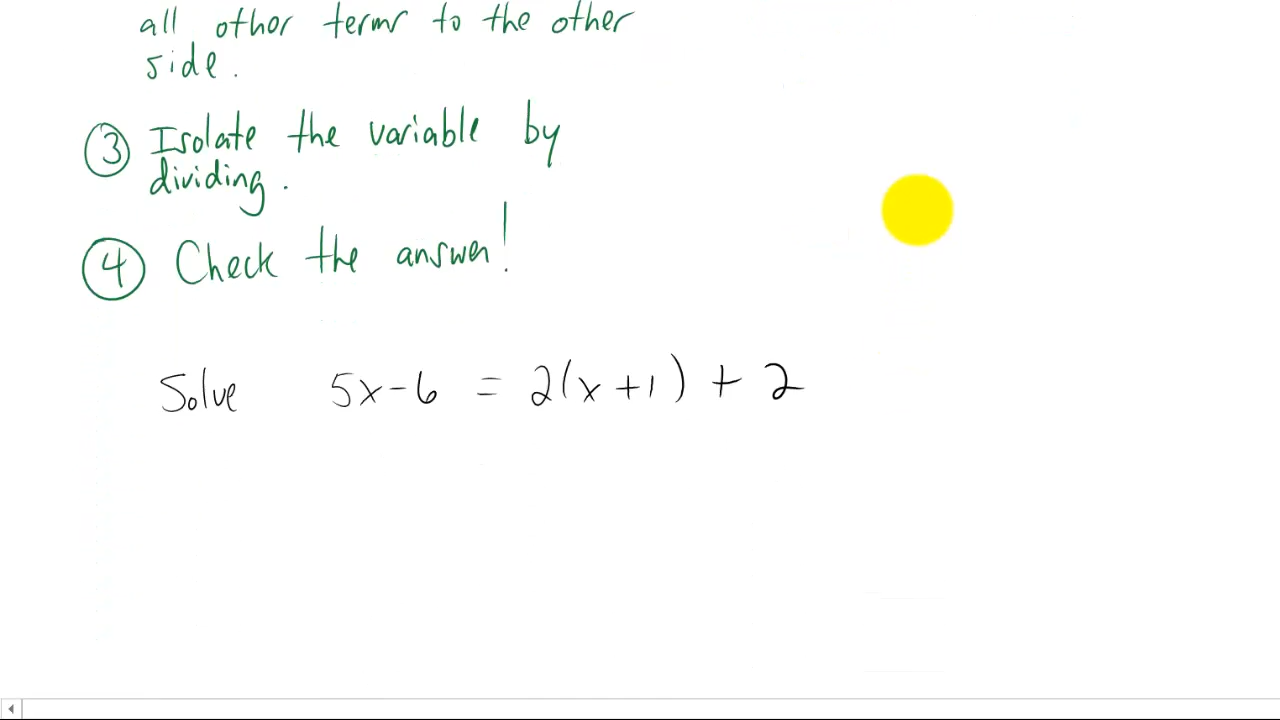 all other terms to the other
side.
③ Isolate the variable by
dividing.
④ Check the answer!
Solve 5x-6 = 2(x+1) + 2